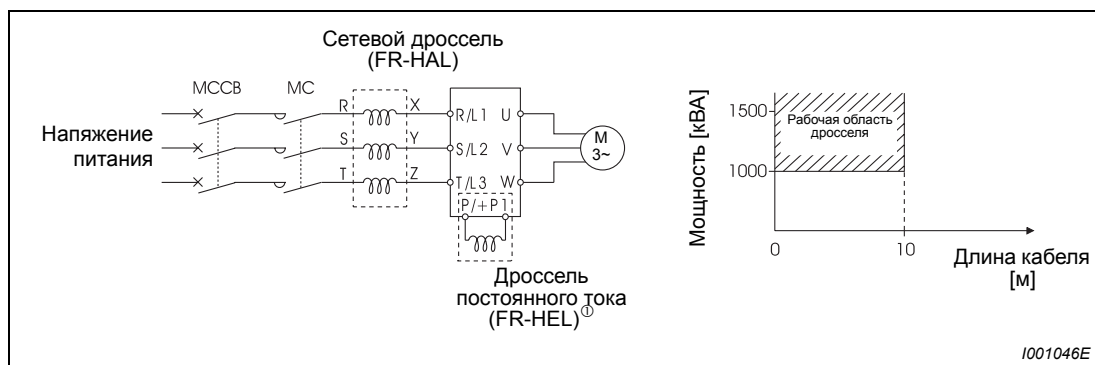 Сетевой дроссель
(FR-HAL)
MCCB
MC
Напяжение
питания
R
X
S
Y
T
Z
R/L1
U
S/L2
V
T/L3
W
P/+P1
M
3~
Дроссель
постоянного тока
(FR-HEL)①
Мощность [кВА]
1500
1000
Рабочая область
дросселя
0
10
Длина кабеля
[м]
I001046E